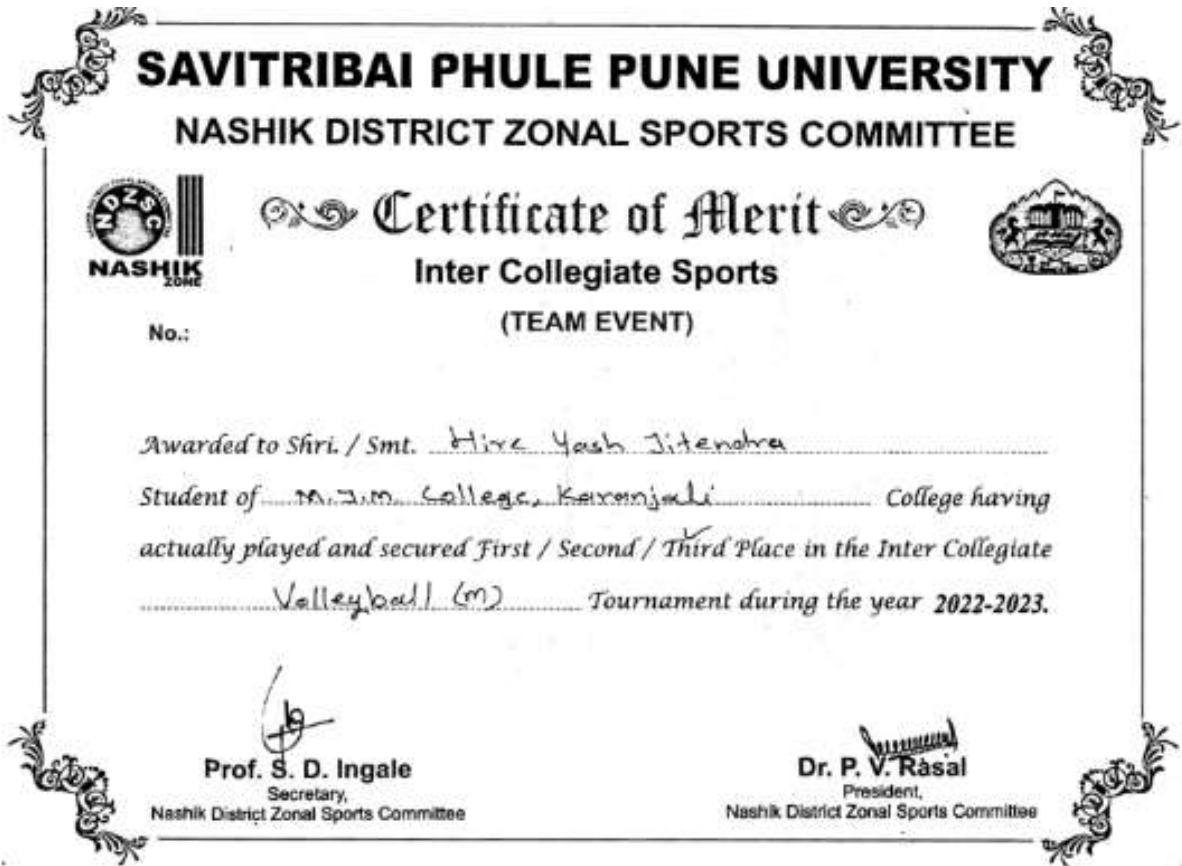 SAVITRIBAI PHULE PUNE UNIVERSITY
NASHIK DISTRICT ZONAL SPORTS COMMITTEE
NDZSC
NASHIK
ZONE
Certificate of Merit
Inter Collegiate Sports
(TEAM EVENT)
No.:
Awarded to Shri. / Smt. Hire Yash Jitendra
Student of M.J.M. College, Karanjali College having
actually played and secured First / Second / Third Place in the Inter Collegiate
Volleyball (M) Tournament during the year 2022-2023.
Prof. S. D. Ingale
Secretary,
Nashik District Zonal Sports Committee
Dr. P. V. Rasal
President,
Nashik District Zonal Sports Committee